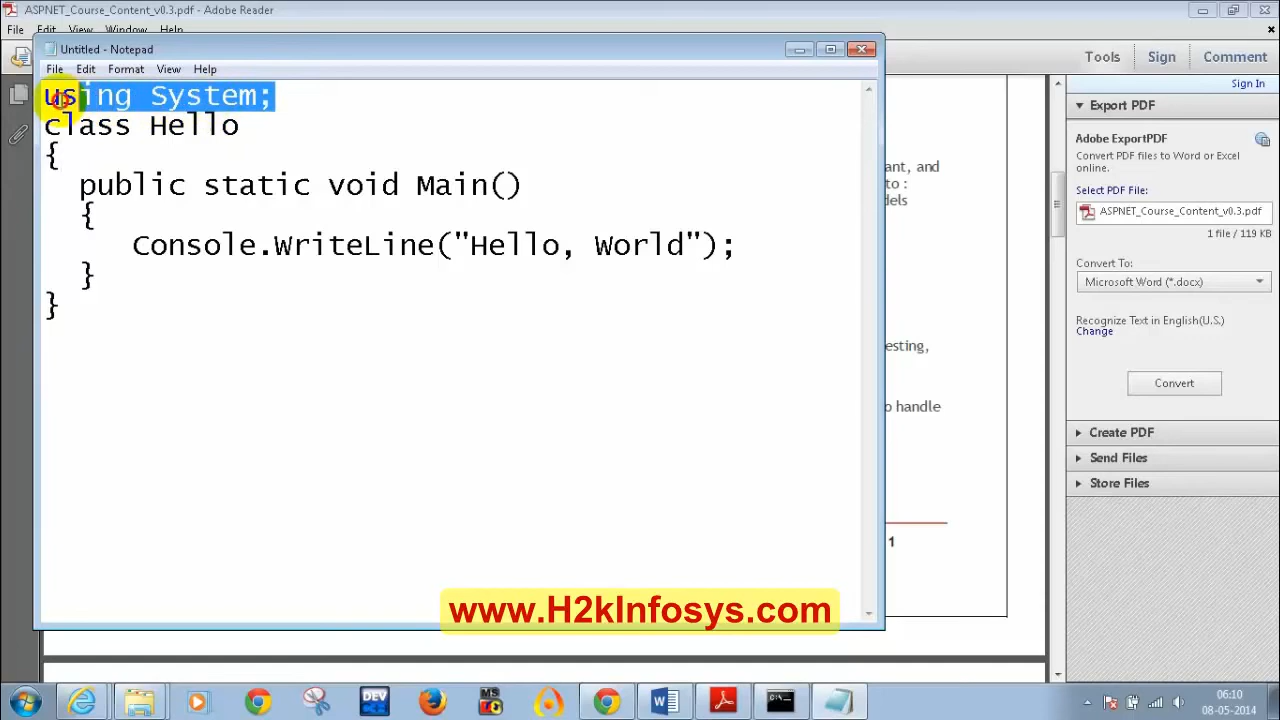 ASPNET_Course_Content_v0.3.pdf - Adobe Reader
File Edit View Window Help
Untitled - Notepad
File Edit Format View Help
using System;
class Hello
{
public static void Main()
{
Console.WriteLine("Hello, World");
}
}
ant, and
to :
dels
esting,
o handle
1
Tools Sign Comment
Sign In
Export PDF
Adobe ExportPDF
Convert PDF files to Word or Excel
online.
Select PDF File:
ASPNET_Course_Content_v0.3.pdf
1 file / 119 KB
Convert To:
Microsoft Word (*.docx)
Recognize Text in English(U.S.)
Change
Convert
Create PDF
Send Files
Store Files
www.H2kInfosys.com
DEV
MS
C:\
06:10
08-05-2014